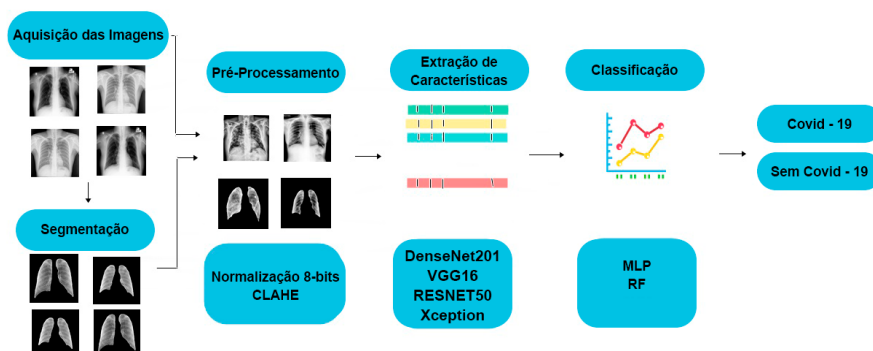 Aquisição das Imagens
Segmentação
Pré-Processamento
Normalização 8-bits
CLAHE
Extração de
Características
DenseNet201
VGG16
RESNET50
Xception
Classificação
MLP
RF
Covid - 19
Sem Covid - 19